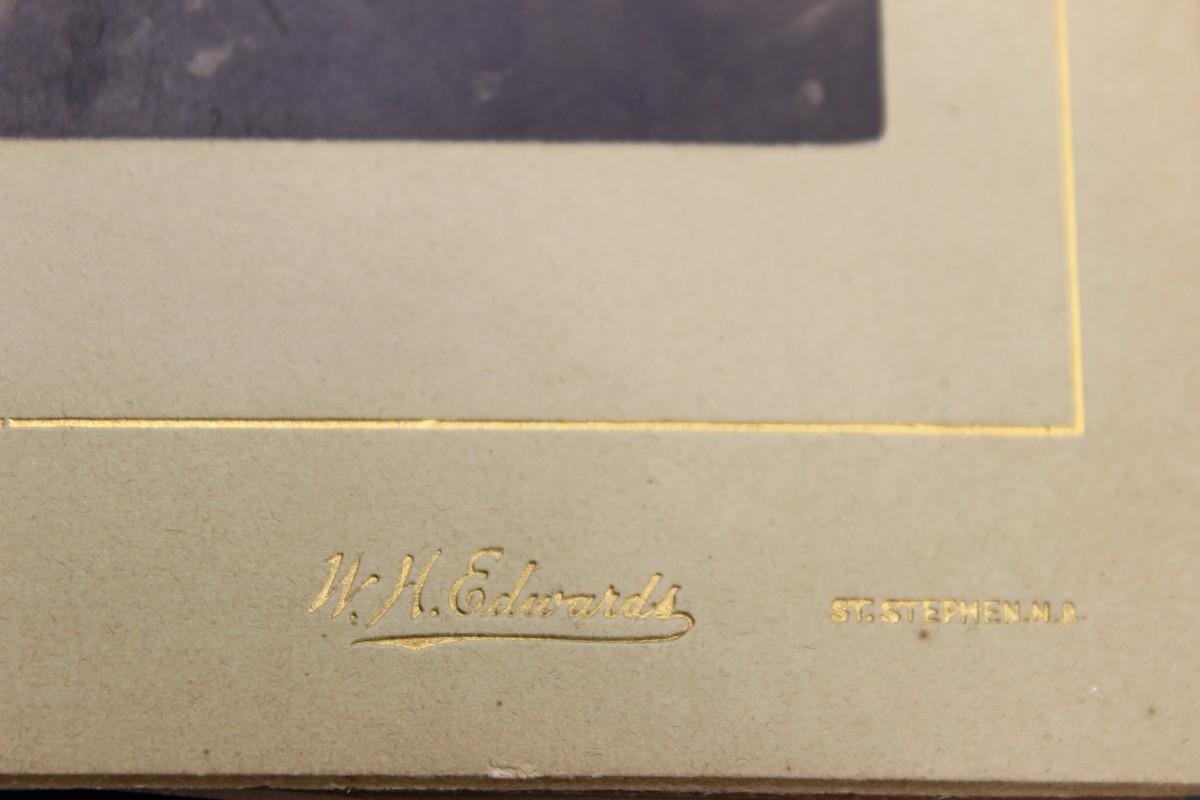 W. H. Edwards
ST. STEPHEN. N. B.